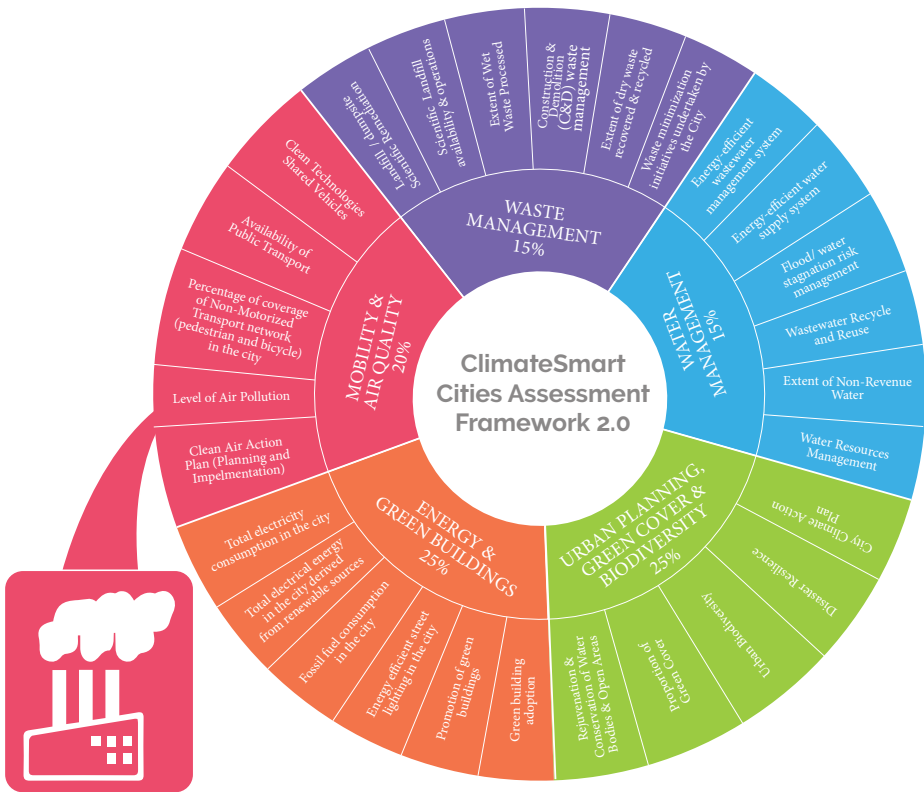 ClimateSmart
Cities Assessment
Framework 2.0
WASTE
MANAGEMENT
15%
Landfill / dumpsite
Scientific Remediation
Scientific Landfill
availability & operations
Extent of Wet
Waste Processed
Construction &
Demolition
(C&D) waste
management
Extent of dry waste
recovered & recycled
Waste minimization
initiatives undertaken by
the City
WATER
MANAGEMENT
15%
Energy-efficient
wastewater
management system
Energy-efficient water
supply system
Flood/ water
stagnation risk
management
Wastewater Recycle
and Reuse
Extent of Non-Revenue
Water
Water Resources
Management
URBAN PLANNING,
GREEN COVER &
BIODIVERSITY
25%
City Climate Action
Plan
Disaster Resilience
Urban Biodiversity
Proportion of
Green Cover
Rejuvenation &
Conservation of Water
Bodies & Open Areas
ENERGY &
GREEN BUILDINGS
25%
Green building
adoption
Promotion of green
buildings
Energy efficient street
lighting in the city
Fossil fuel consumption
in the city
Total electrical energy
in the city derived
from renewable sources
Total electricity
consumption in the city
MOBILITY &
AIR QUALITY
20%
Clean Air Action
Plan (Planning and
Impelmentation)
Level of Air Pollution
Percentage of coverage
of Non-Motorized
Transport network
(pedestrian and bicycle)
in the city
Availability of
Public Transport
Clean Technologies
Shared Vehicles